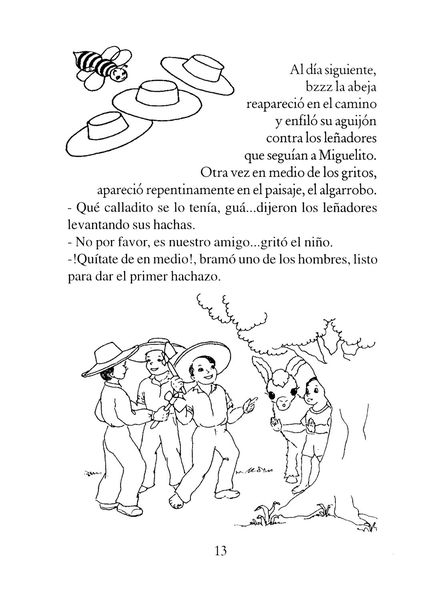 Al día siguiente,
bzzz la abeja
reapareció en el camino
y enfiló su aguijón
contra los leñadores
que seguían a Miguelito.
Otra vez en medio de los gritos,
apareció repentinamente en el paisaje, el algarrobo.
- Qué calladito se lo tenía, guá...dijeron los leñadores
levantando sus hachas.
- No por favor, es nuestro amigo...gritó el niño.
-!Quítate de en medio!, bramó uno de los hombres, listo
para dar el primer hachazo.
13